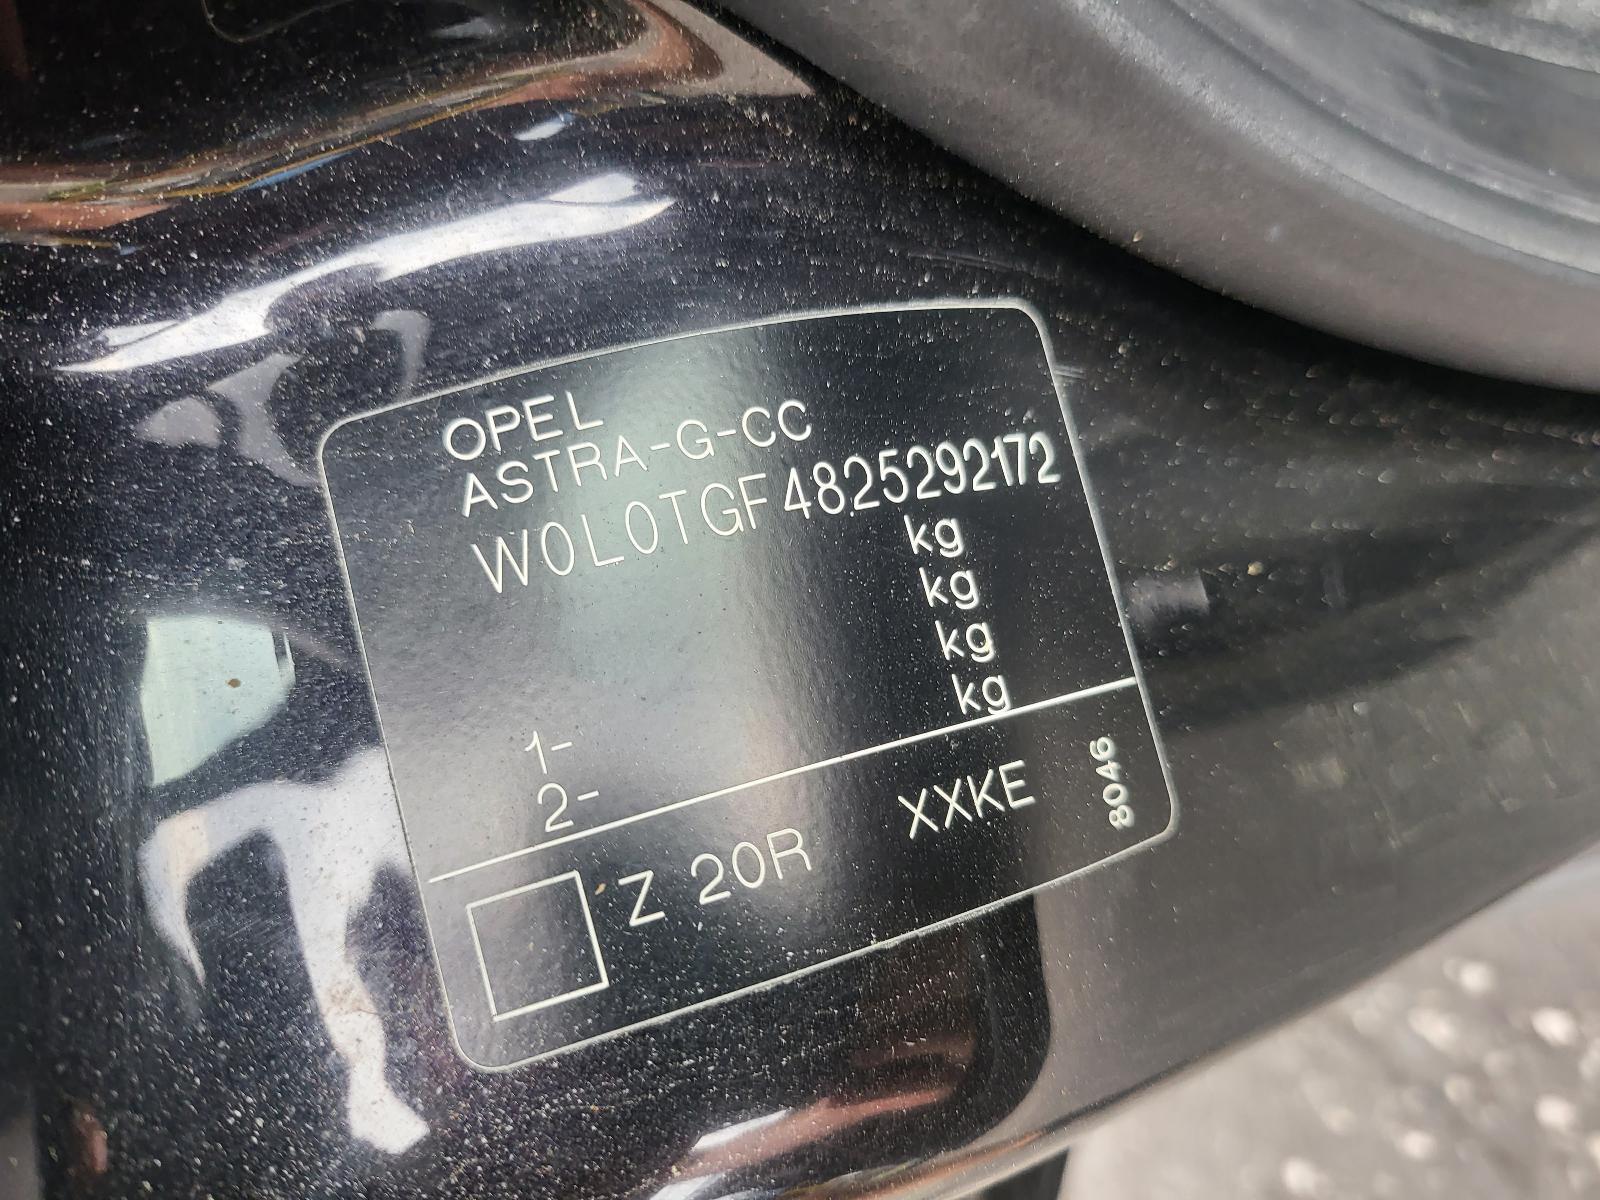 OPEL
ASTRA-G-CC
W0L0TGF4825292172
kg
kg
kg
kg
1-
2-
Z 20R
XXKE
8046